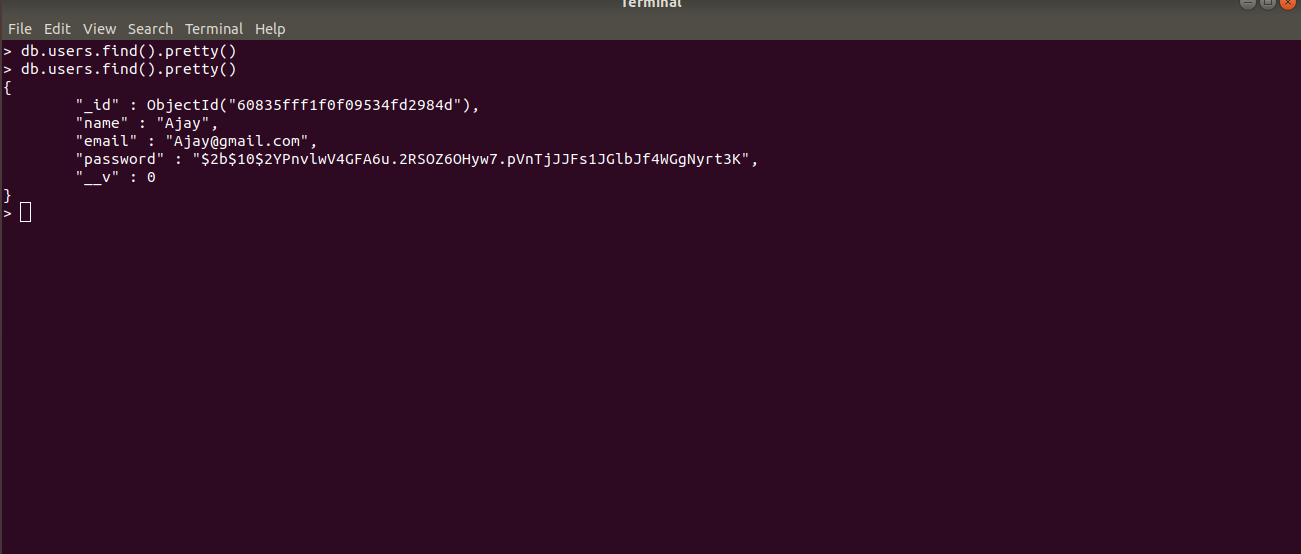 Terminal
File Edit View Search Terminal Help
> db.users.find().pretty()
> db.users.find().pretty()
{
        "_id" : ObjectId("60835fff1f0f09534fd2984d"),
        "name" : "Ajay",
        "email" : "Ajay@gmail.com",
        "password" : "$2b$10$2YPnvlwV4GFA6u.2RSOZ6OHyw7.pVnTjJJFs1JGlbJf4WGgNyrt3K",
        "__v" : 0
}
>